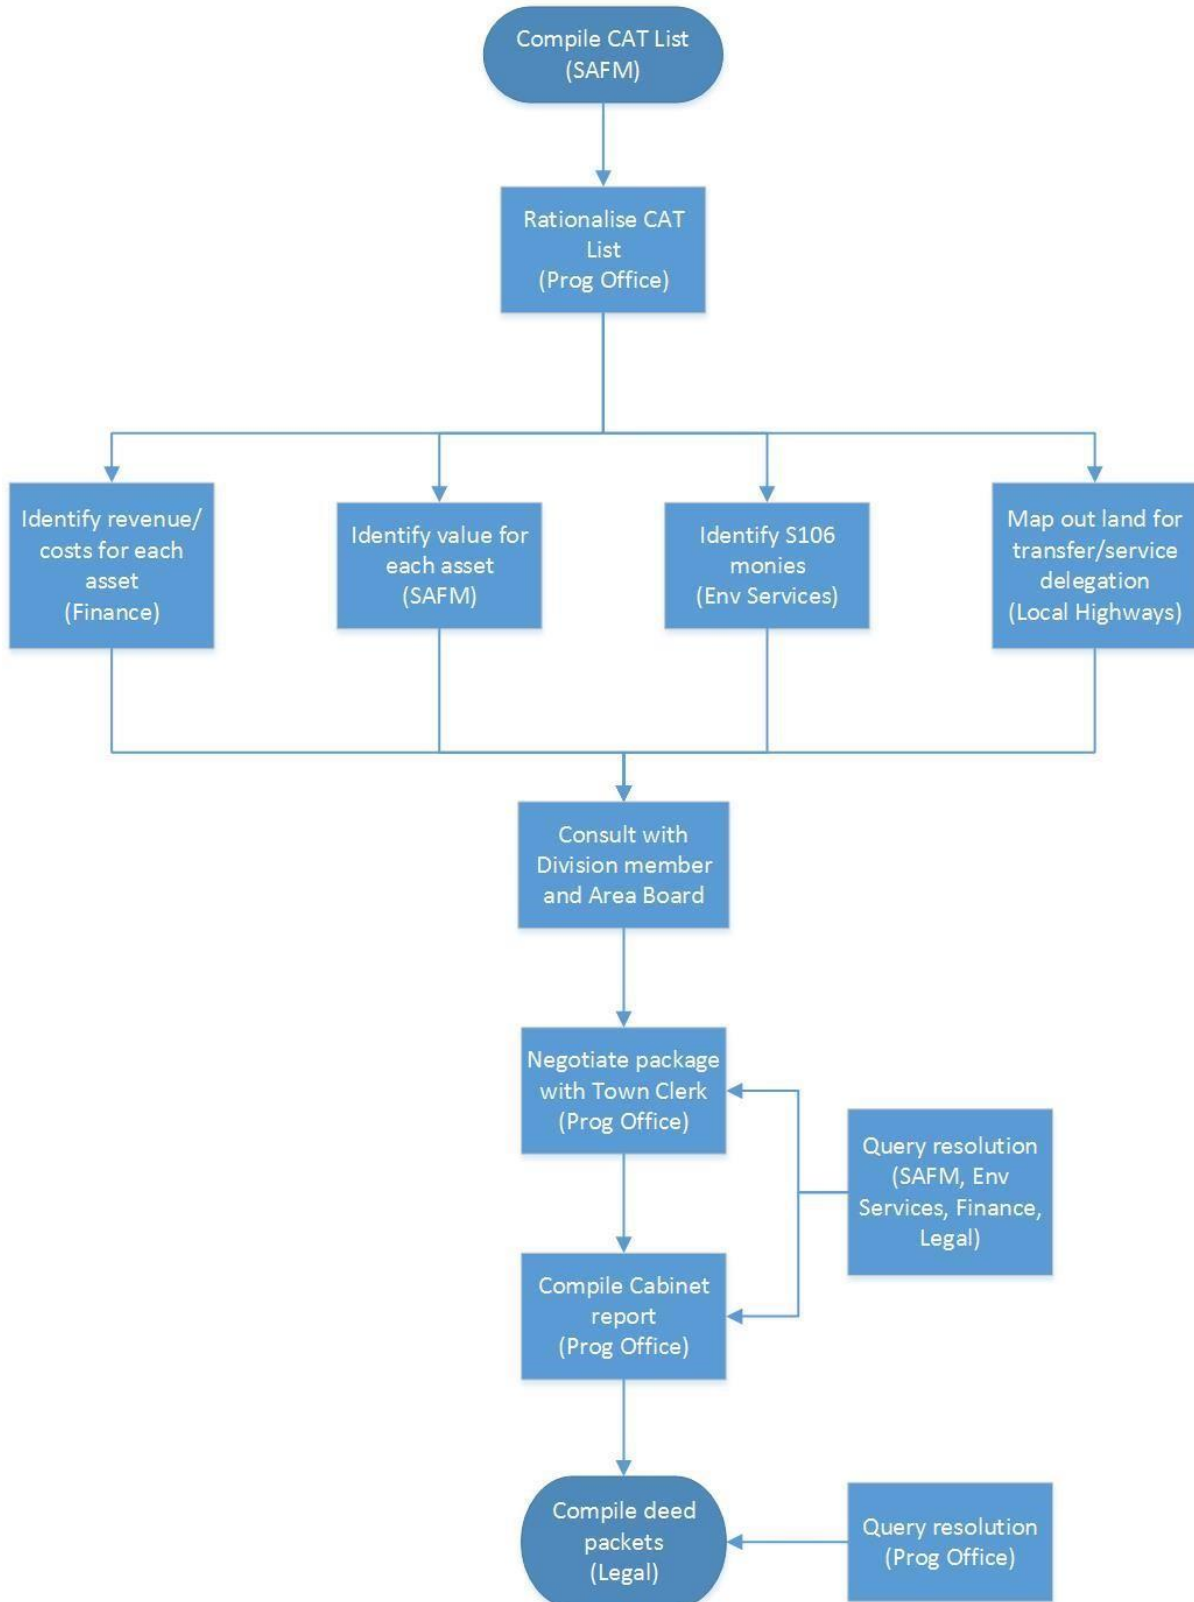 Compile CAT List
(SAFM)
Rationalise CAT
List
(Prog Office)
Identify revenue/
costs for each
asset
(Finance)
Identify value for
each asset
(SAFM)
Identify S106
monies
(Env Services)
Map out land for
transfer/service
delegation
(Local Highways)
Consult with
Division member
and Area Board
Negotiate package
with Town Clerk
(Prog Office)
Query resolution
(SAFM, Env
Services, Finance,
Legal)
Compile Cabinet
report
(Prog Office)
Compile deed
packets
(Legal)
Query resolution
(Prog Office)